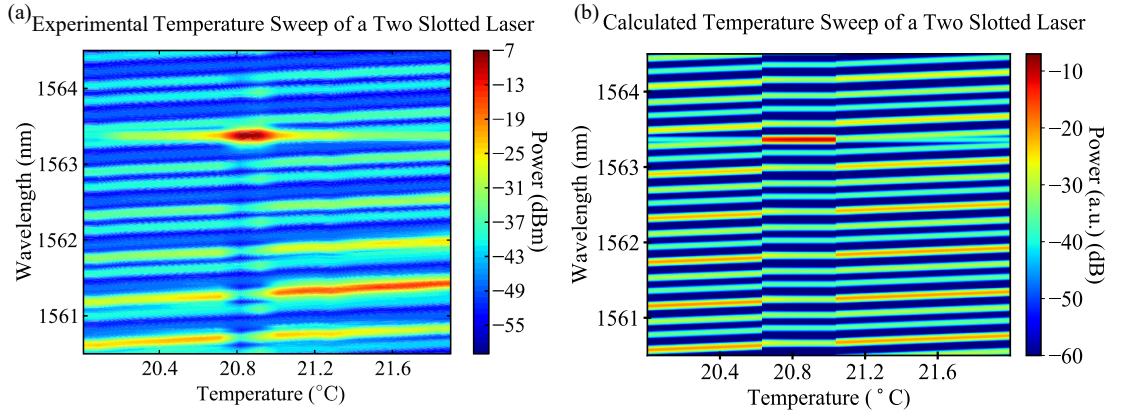 (a) Experimental Temperature Sweep of a Two Slotted Laser
1564
1563
1562
1561
Wavelength (nm)
20.4 20.8 21.2 21.6
Temperature (°C)
−7
−13
−19
−25
−31
−37
−43
−49
−55
Power (dBm)
(b) Calculated Temperature Sweep of a Two Slotted Laser
1564
1563
1562
1561
Wavelength (nm)
20.4 20.8 21.2 21.6
Temperature ( °C)
−10
−20
−30
−40
−50
−60
Power (a.u.) (dB)